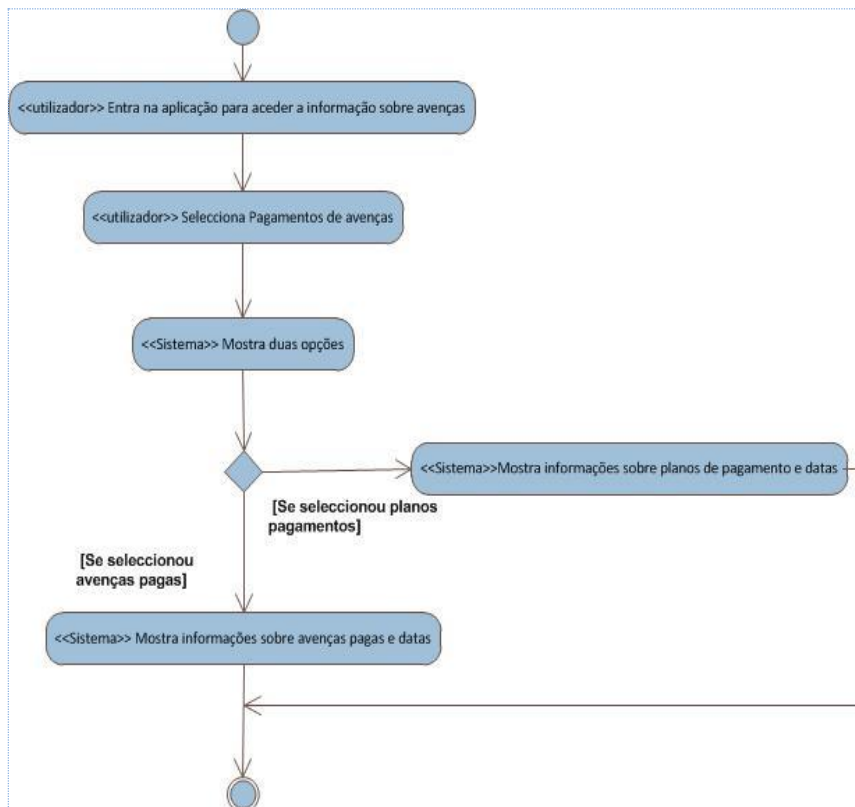 <<utilizador>> Entra na aplicação para aceder a informação sobre avenças
<<utilizador>> Selecciona Pagamentos de avenças
<<Sistema>> Mostra duas opções
<<Sistema>>Mostra informações sobre planos de pagamento e datas
[Se seleccionou planos
pagamentos]
[Se seleccionou
avenças pagas]
<<Sistema>> Mostra informações sobre avenças pagas e datas